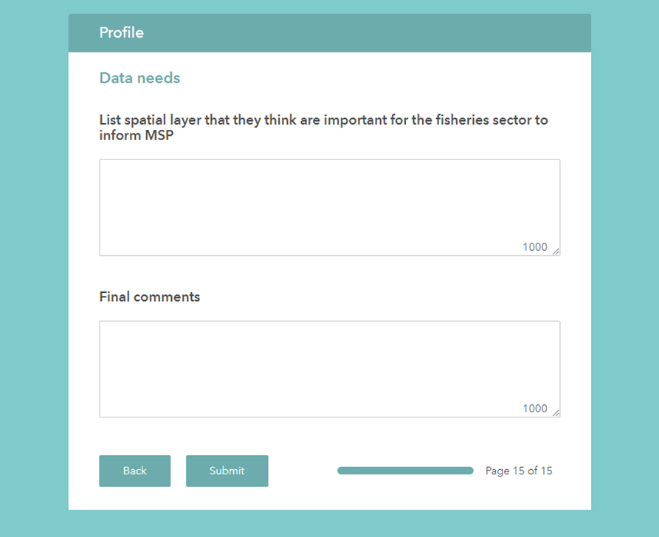 Profile
Data needs
List spatial layer that they think are important for the fisheries sector to
inform MSP
1000
Final comments
1000
Back
Submit
Page 15 of 15